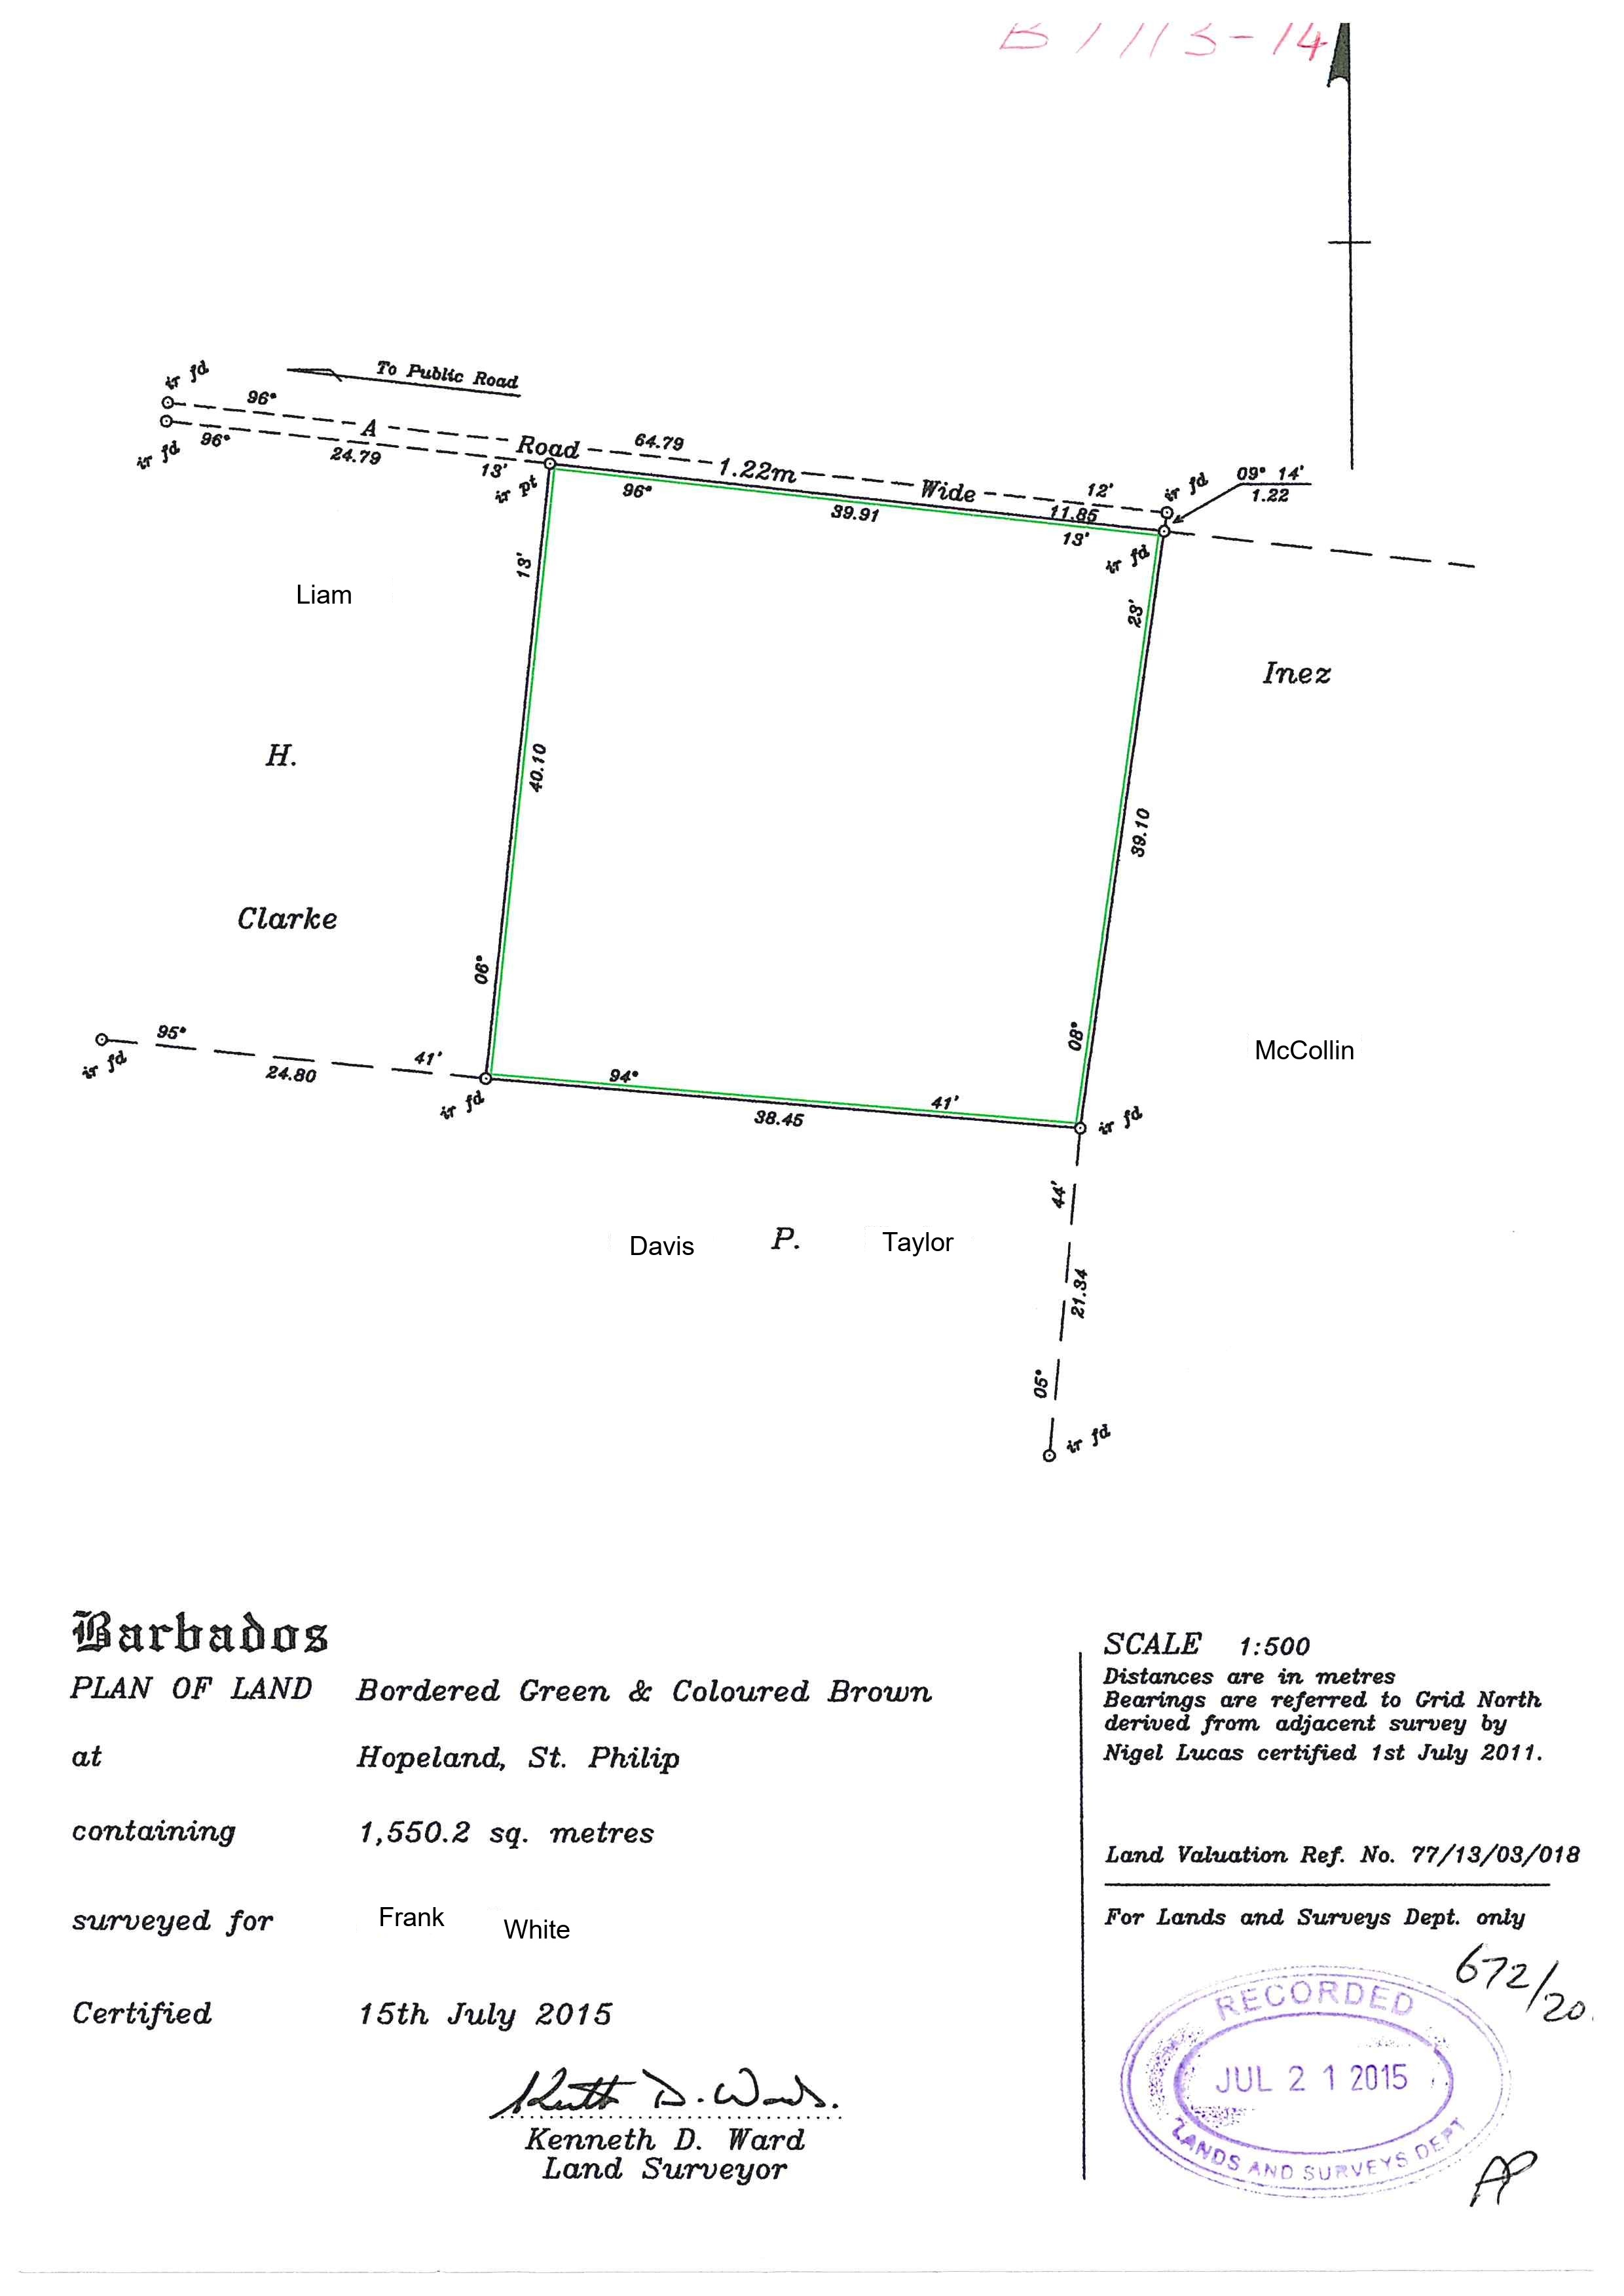 B1113-14
To Public Road
ir fd
96°
A
Road
64.79
1.22m
Wide
12'
ir fd
09° 14'
1.22
ir fd
96°
24.79
13'
ir pt
96°
39.91
11.85
13'
ir fd
13'
23'
Liam
Inez
H.
40.10
39.10
Clarke
06°
08°
McCollin
95°
41'
ir fd
24.80
ir fd
94°
41'
38.45
ir fd
Davis P. Taylor
44'
21.34
05°
ir fd
Barbados
PLAN OF LAND Bordered Green & Coloured Brown
at Hopeland, St. Philip
containing 1,550.2 sq. metres
surveyed for Frank White
Certified 15th July 2015
Kenneth D. Ward
Land Surveyor
SCALE 1:500
Distances are in metres
Bearings are referred to Grid North
derived from adjacent survey by
Nigel Lucas certified 1st July 2011.
Land Valuation Ref. No. 77/13/03/018
For Lands and Surveys Dept. only
672/20
RECORDED
JUL 21 2015
LANDS AND SURVEYS DEPT
AP